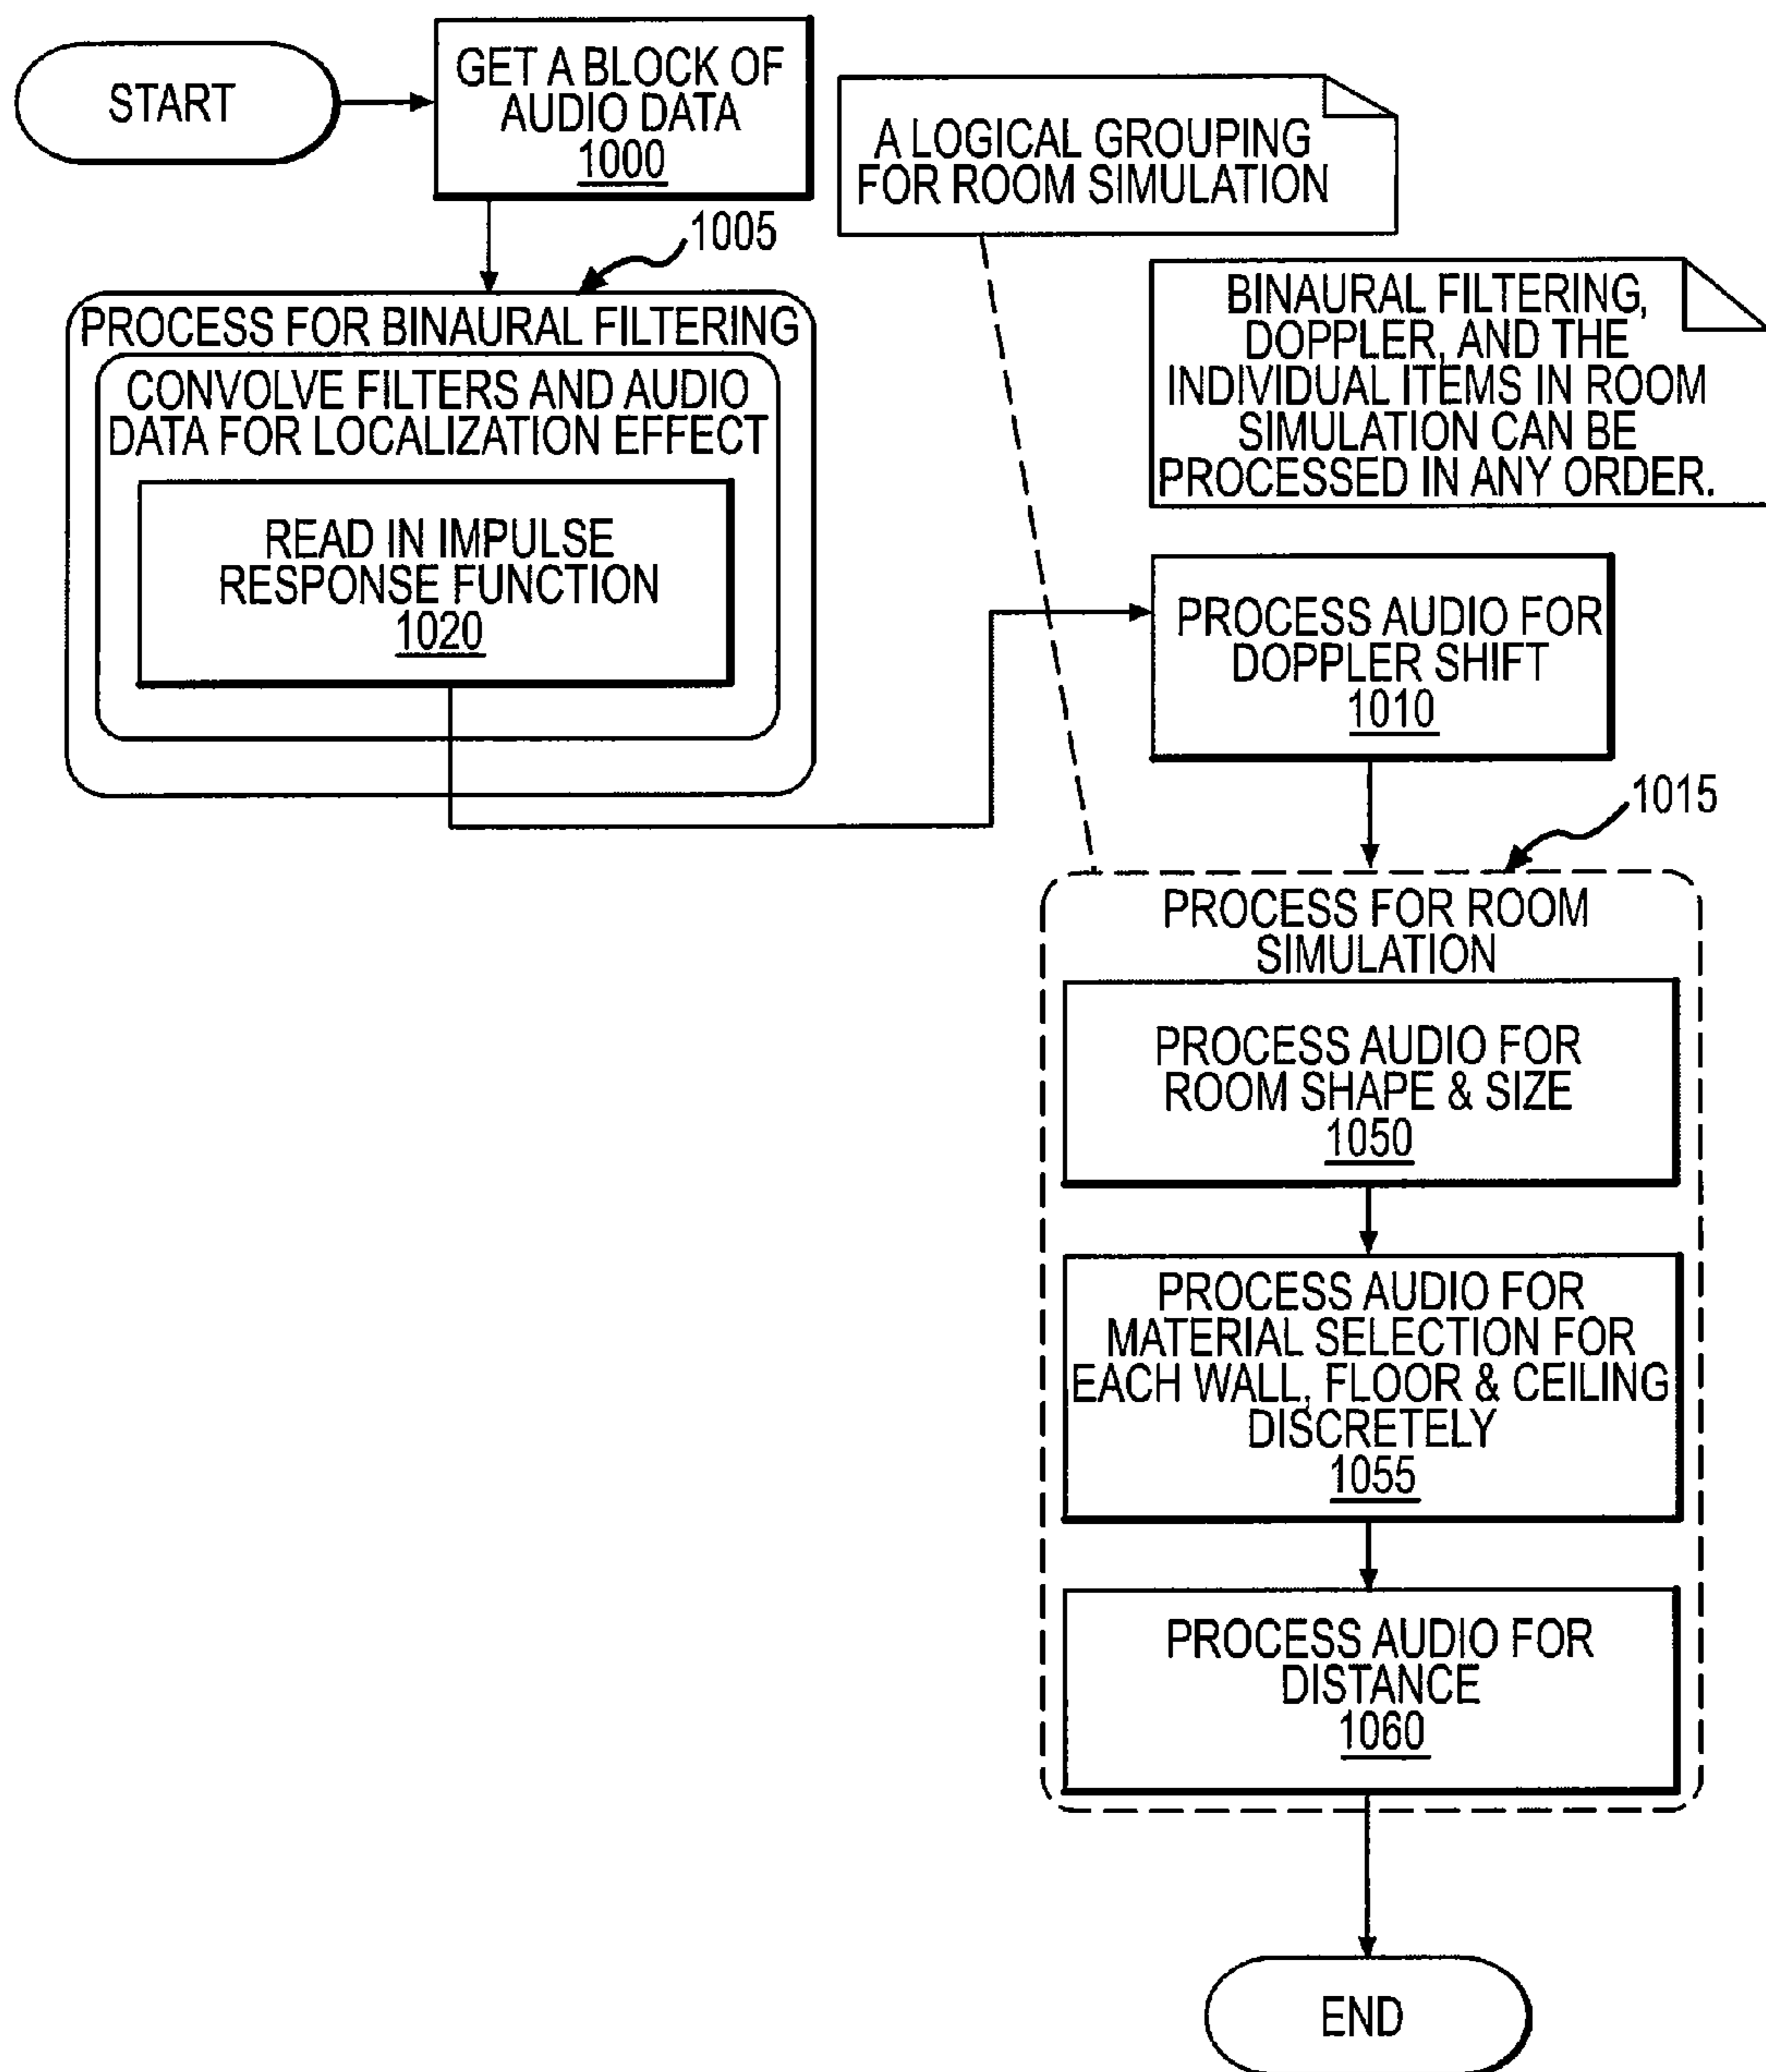 START
GET A BLOCK OF
AUDIO DATA
1000
A LOGICAL GROUPING
FOR ROOM SIMULATION
1005
PROCESS FOR BINAURAL FILTERING
CONVOLVE FILTERS AND AUDIO
DATA FOR LOCALIZATION EFFECT
READ IN IMPULSE
RESPONSE FUNCTION
1020
BINAURAL FILTERING,
DOPPLER, AND THE
INDIVIDUAL ITEMS IN ROOM
SIMULATION CAN BE
PROCESSED IN ANY ORDER.
PROCESS AUDIO FOR
DOPPLER SHIFT
1010
1015
PROCESS FOR ROOM
SIMULATION
PROCESS AUDIO FOR
ROOM SHAPE & SIZE
1050
PROCESS AUDIO FOR
MATERIAL SELECTION FOR
EACH WALL, FLOOR & CEILING
DISCRETELY
1055
PROCESS AUDIO FOR
DISTANCE
1060
END